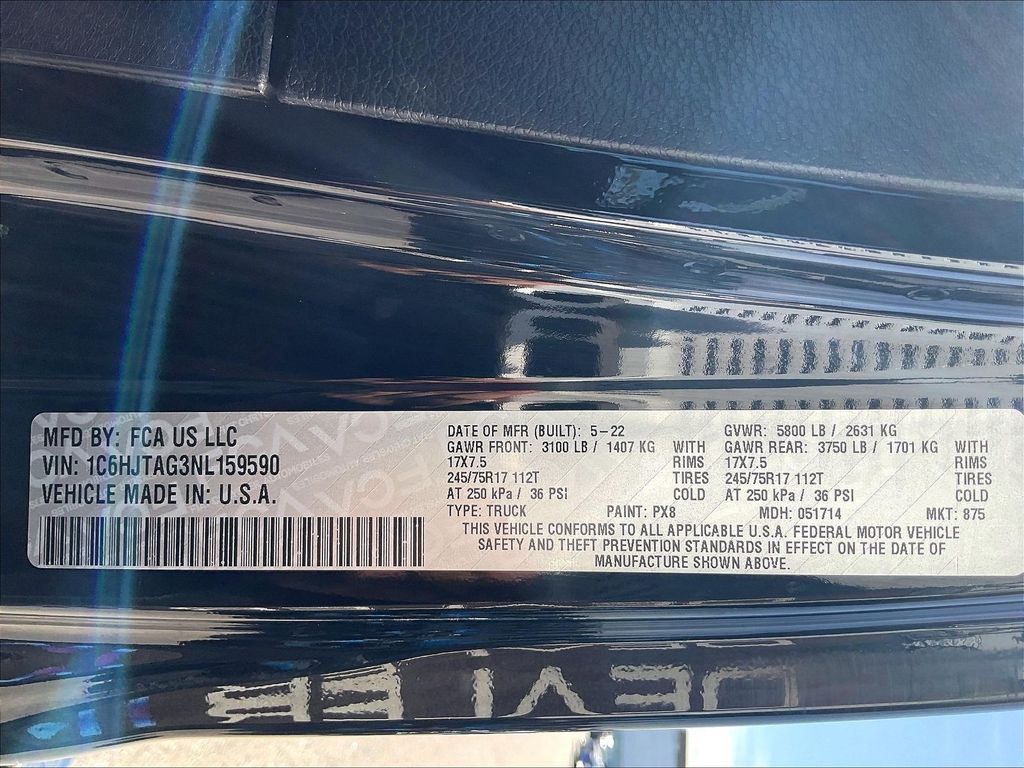 MFD BY: FCA US LLC
VIN: 1C6HJTAG3NL159590
VEHICLE MADE IN: U.S.A.
DATE OF MFR (BUILT): 5-22 GVWR: 5800 LB / 2631 KG
GAWR FRONT: 3100 LB / 1407 KG WITH GAWR REAR: 3750 LB / 1701 KG WITH
17X7.5 RIMS 17X7.5 RIMS
245/75R17 112T TIRES 245/75R17 112T TIRES
AT 250 kPa / 36 PSI COLD AT 250 kPa / 36 PSI COLD
TYPE: TRUCK PAINT: PX8 MDH: 051714 MKT: 875
THIS VEHICLE CONFORMS TO ALL APPLICABLE U.S.A. FEDERAL MOTOR VEHICLE
SAFETY AND THEFT PREVENTION STANDARDS IN EFFECT ON THE DATE OF
MANUFACTURE SHOWN ABOVE.